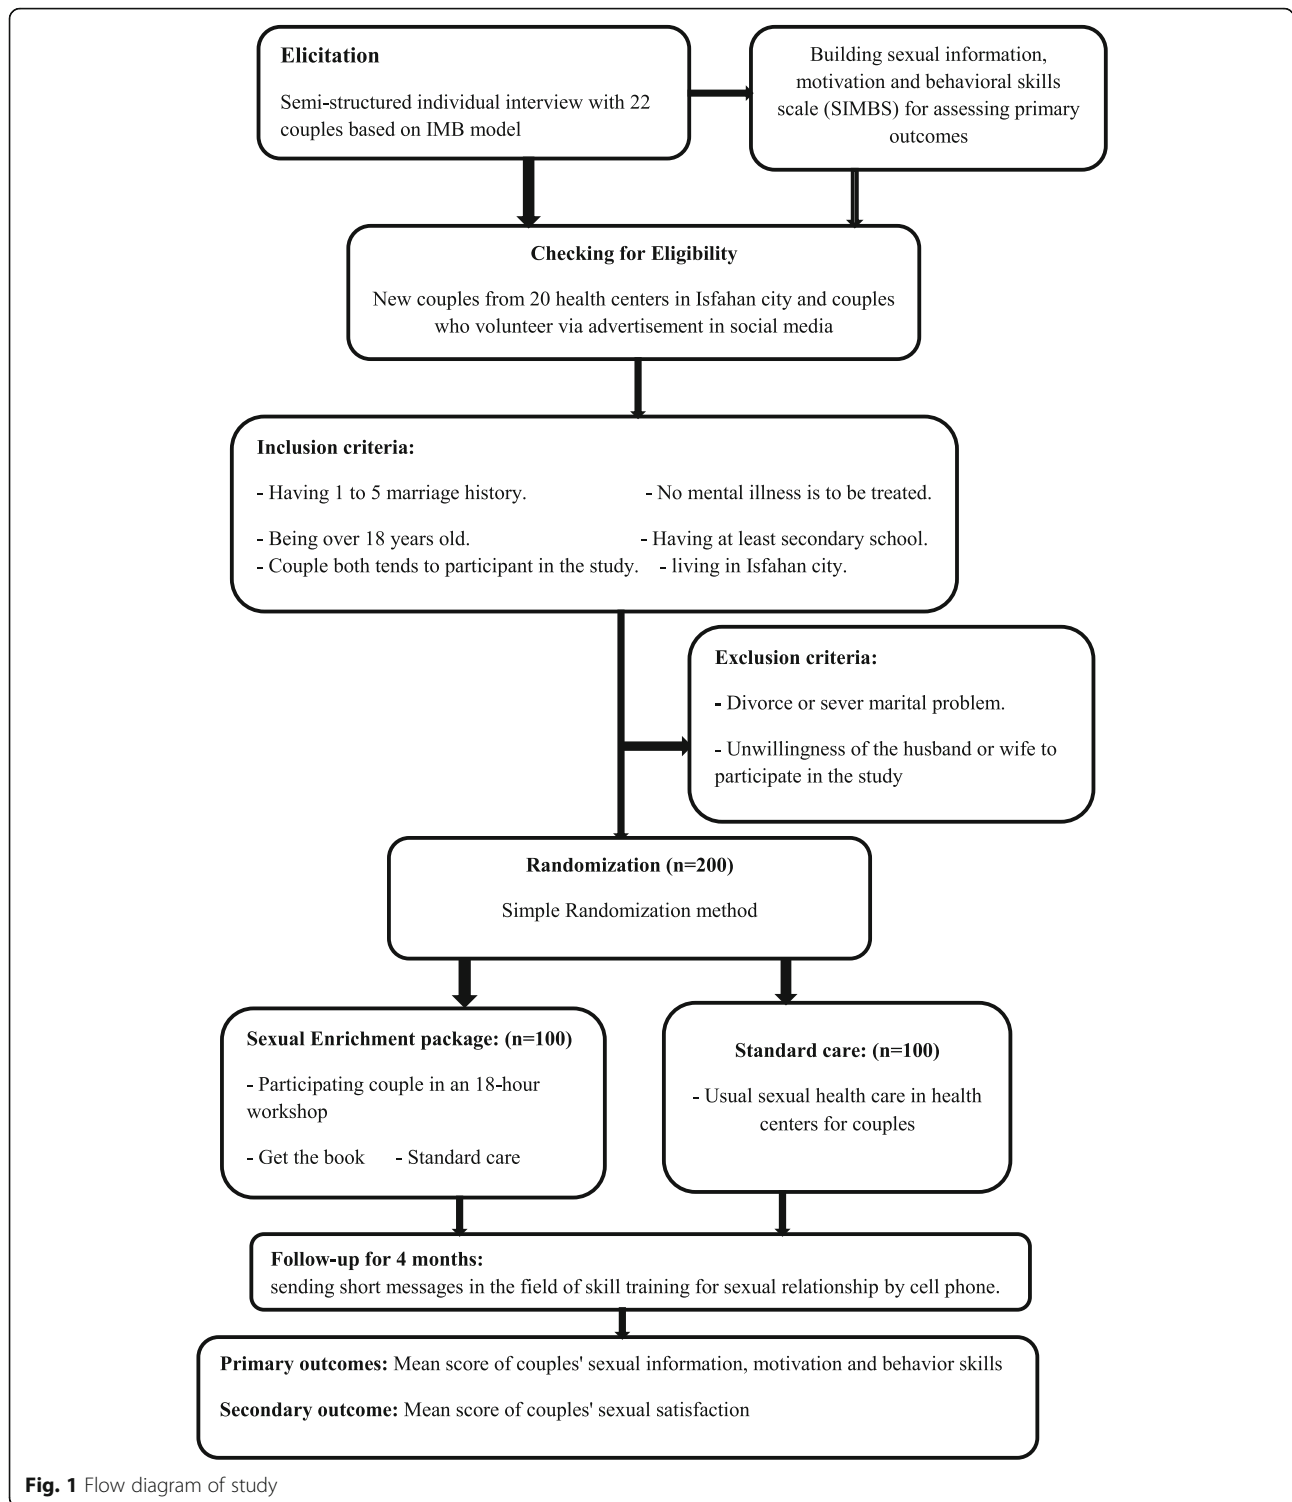 Elicitation
Semi-structured individual interview with 22
couples based on IMB model
Building sexual information,
motivation and behavioral skills
scale (SIMBS) for assessing primary
outcomes
Checking for Eligibility
New couples from 20 health centers in Isfahan city and couples
who volunteer via advertisement in social media
Inclusion criteria:
- Having 1 to 5 marriage history. - No mental illness is to be treated.
- Being over 18 years old. - Having at least secondary school.
- Couple both tends to participant in the study. - living in Isfahan city.
Exclusion criteria:
- Divorce or sever marital problem.
- Unwillingness of the husband or wife to
participate in the study
Randomization (n=200)
Simple Randomization method
Sexual Enrichment package: (n=100)
- Participating couple in an 18-hour
workshop
- Get the book - Standard care
Standard care: (n=100)
- Usual sexual health care in health
centers for couples
Follow-up for 4 months:
sending short messages in the field of skill training for sexual relationship by cell phone.
Primary outcomes: Mean score of couples' sexual information, motivation and behavior skills
Secondary outcome: Mean score of couples' sexual satisfaction
Fig. 1 Flow diagram of study